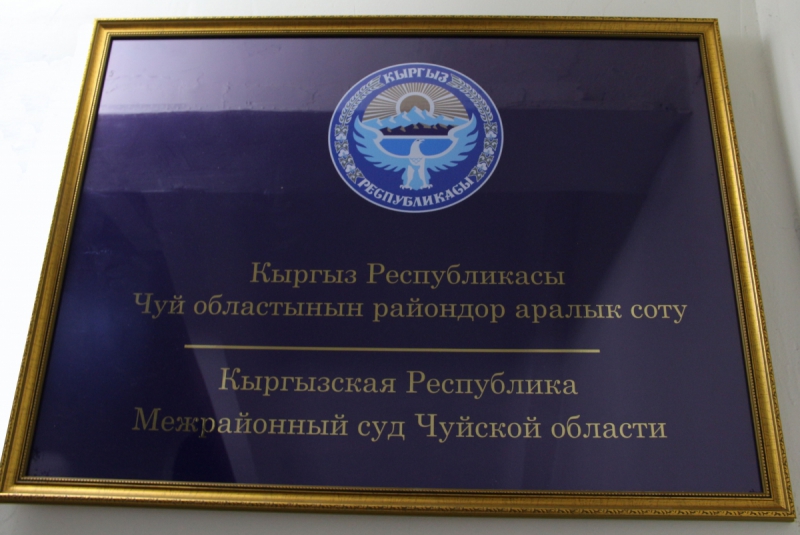 КЫРГЫЗ
РЕСПУБЛИКАСЫ
Кыргыз Республикасы
Чуй областынын райондор аралык соту
Кыргызская Республика
Межрайонный суд Чуйской области